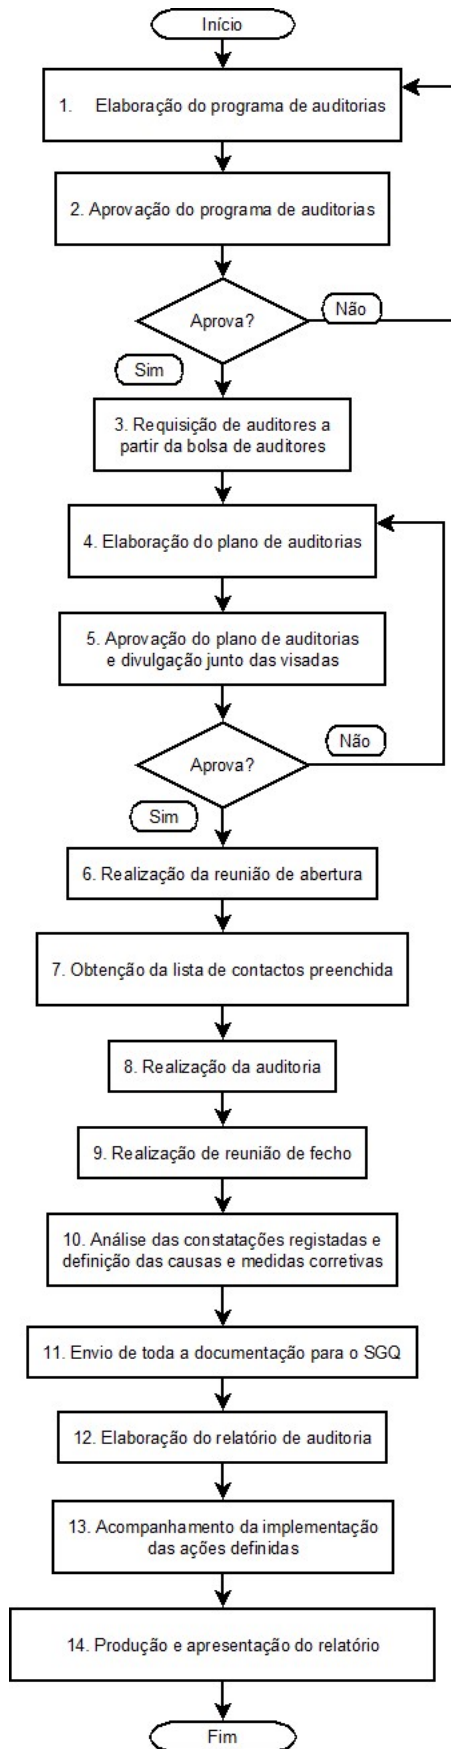 Início
1. Elaboração do programa de auditorias
2. Aprovação do programa de auditorias
Aprova?
Não
Sim
3. Requisição de auditores a
partir da bolsa de auditores
4. Elaboração do plano de auditorias
5. Aprovação do plano de auditorias
e divulgação junto das visadas
Não
Aprova?
Sim
6. Realização da reunião de abertura
7. Obtenção da lista de contactos preenchida
8. Realização da auditoria
9. Realização de reunião de fecho
10. Análise das constatações registadas e
definição das causas e medidas corretivas
11. Envio de toda a documentação para o SGQ
12. Elaboração do relatório de auditoria
13. Acompanhamento da implementação
das ações definidas
14. Produção e apresentação do relatório
Fim